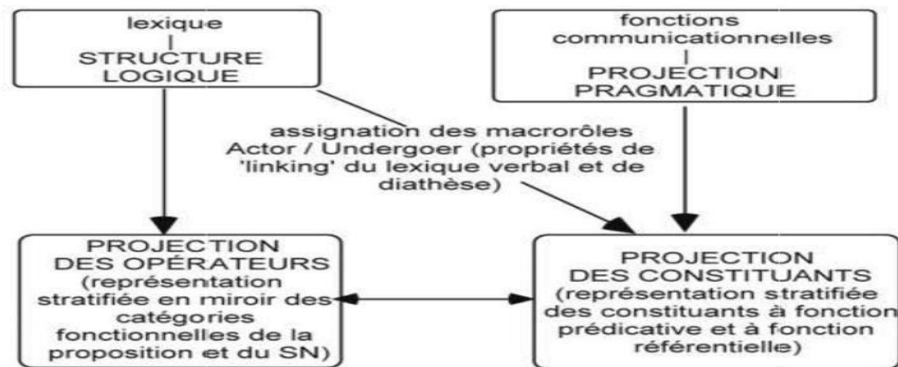 lexique
STRUCTURE
LOGIQUE
fonctions
communicationnelles
PROJECTION
PRAGMATIQUE
assignation des macrorôles
Actor / Undergoer (propriétés de
'linking' du lexique verbal et de
diathèse)
PROJECTION
DES OPÉRATEURS
(représentation
stratifiée en miroir des
catégories
fonctionnelles de la
proposition et du SN)
PROJECTION
DES CONSTITUANTS
(représentation stratifiée
des constituants à fonction
prédicative et à fonction
référentielle)